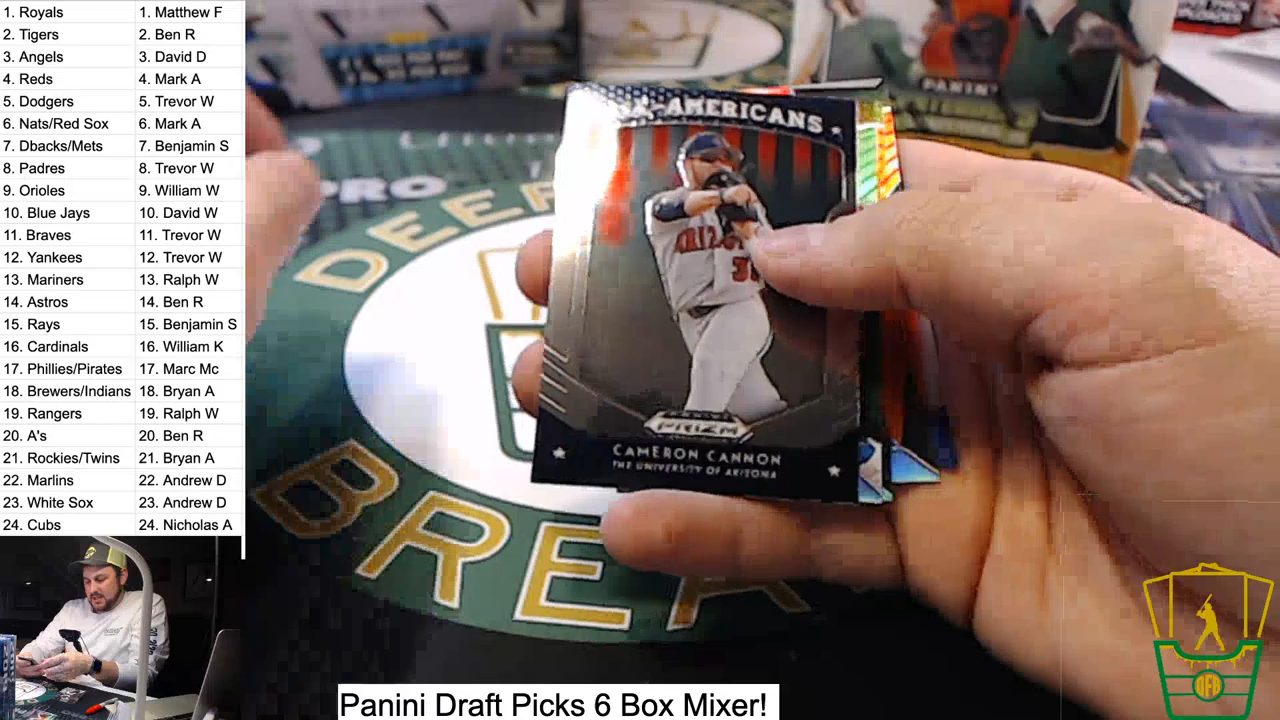 1. Royals 1. Matthew F
2. Tigers 2. Ben R
3. Angels 3. David D
4. Reds 4. Mark A
5. Dodgers 5. Trevor W
6. Nats/Red Sox 6. Mark A
7. Dbacks/Mets 7. Benjamin S
8. Padres 8. Trevor W
9. Orioles 9. William W
10. Blue Jays 10. David W
11. Braves 11. Trevor W
12. Yankees 12. Trevor W
13. Mariners 13. Ralph W
14. Astros 14. Ben R
15. Rays 15. Benjamin S
16. Cardinals 16. William K
17. Phillies/Pirates 17. Marc Mc
18. Brewers/Indians 18. Bryan A
19. Rangers 19. Ralph W
20. A's 20. Ben R
21. Rockies/Twins 21. Bryan A
22. Marlins 22. Andrew D
23. White Sox 23. Andrew D
24. Cubs 24. Nicholas A
PANINI
AMERICANS
PRO
DEE
PRIZM
CAMERON CANNON
THE UNIVERSITY OF ARIZONA
BREA
DFB
Panini Draft Picks 6 Box Mixer!